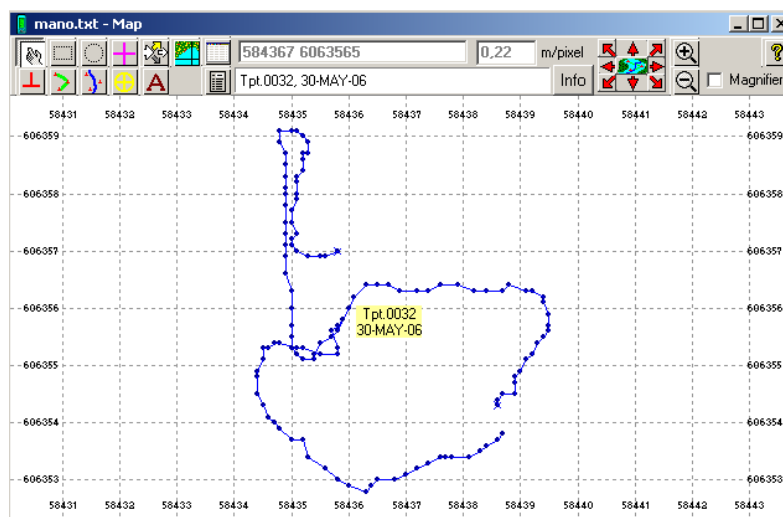 mano.txt - Map
584367 6063565 0,22 m/pixel
Tpt.0032, 30-MAY-06 Info Magnifier
A
?
58431 58432 58433 58434 58435 58436 58437 58438 58439 58440 58441 58442 58443
606359 606359
606358 606358
606357 606357
606356 606356
Tpt.0032
30-MAY-06
606355 606355
606354 606354
606353 606353
58431 58432 58433 58434 58435 58436 58437 58438 58439 58440 58441 58442 58443